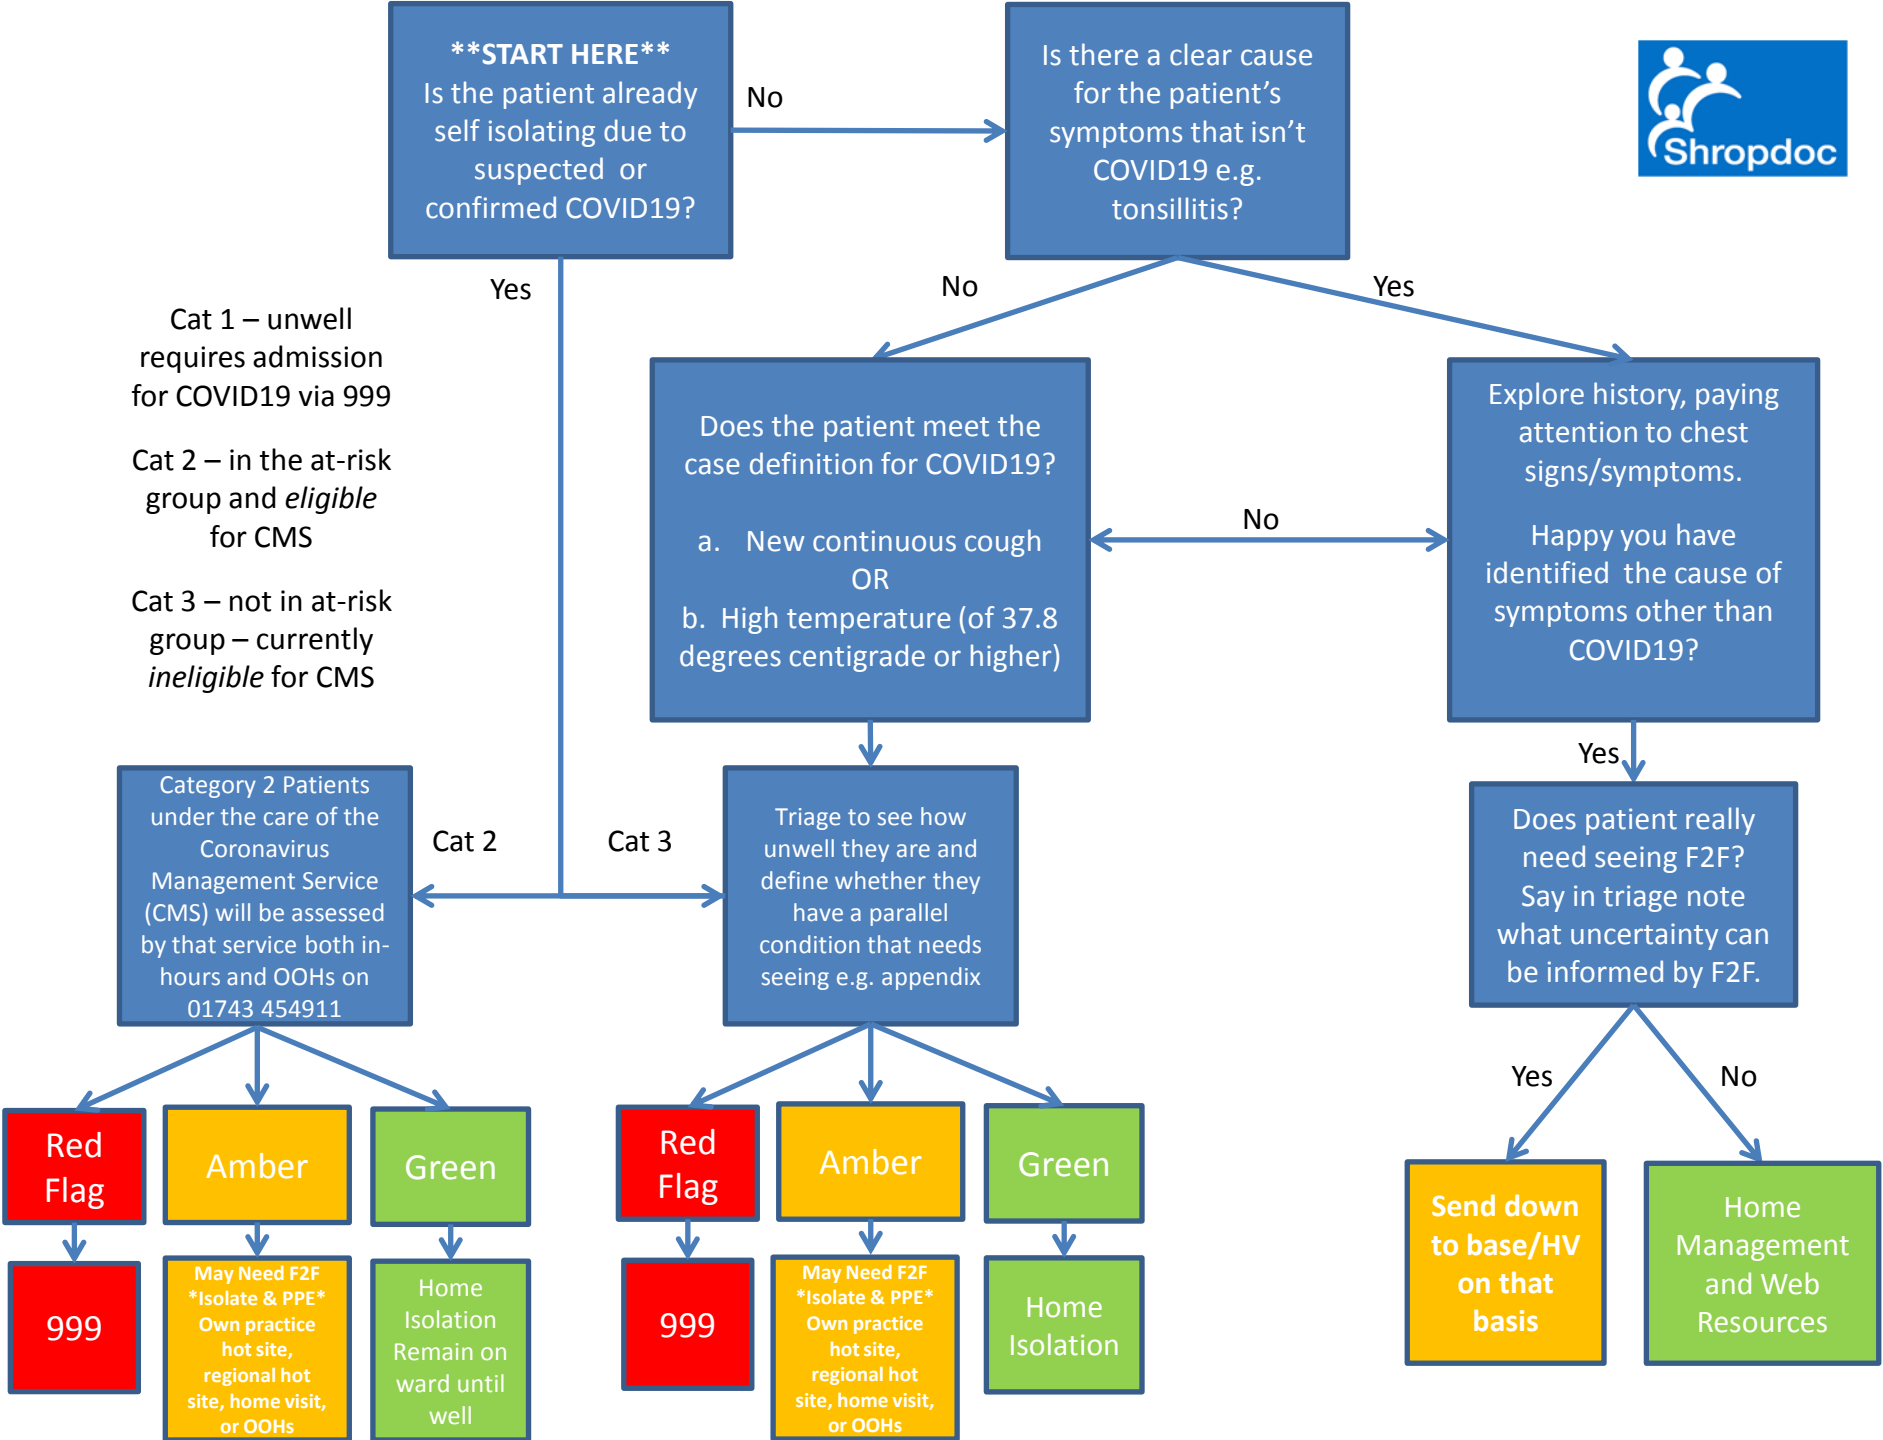 **START HERE**
Is the patient already
self isolating due to
suspected or
confirmed COVID19?
No
Is there a clear cause
for the patient's
symptoms that isn't
COVID19 e.g.
tonsillitis?
Shropdoc
Yes
No
Yes
Cat 1 – unwell
requires admission
for COVID19 via 999
Cat 2 – in the at-risk
group and eligible
for CMS
Cat 3 – not in at-risk
group – currently
ineligible for CMS
Does the patient meet the
case definition for COVID19?
a. New continuous cough
OR
b. High temperature (of 37.8
degrees centigrade or higher)
No
Explore history, paying
attention to chest
signs/symptoms.
Happy you have
identified the cause of
symptoms other than
COVID19?
Yes
Category 2 Patients
under the care of the
Coronavirus
Management Service
(CMS) will be assessed
by that service both in-
hours and OOHs on
01743 454911
Cat 2
Cat 3
Triage to see how
unwell they are and
define whether they
have a parallel
condition that needs
seeing e.g. appendix
Does patient really
need seeing F2F?
Say in triage note
what uncertainty can
be informed by F2F.
Yes
No
Red
Flag
Amber
Green
Red
Flag
Amber
Green
999
May Need F2F
*Isolate & PPE*
Own practice
hot site,
regional hot
site, home visit,
or OOHs
Home
Isolation
Remain on
ward until
well
999
May Need F2F
*Isolate & PPE*
Own practice
hot site,
regional hot
site, home visit,
or OOHs
Home
Isolation
Send down
to base/HV
on that
basis
Home
Management
and Web
Resources